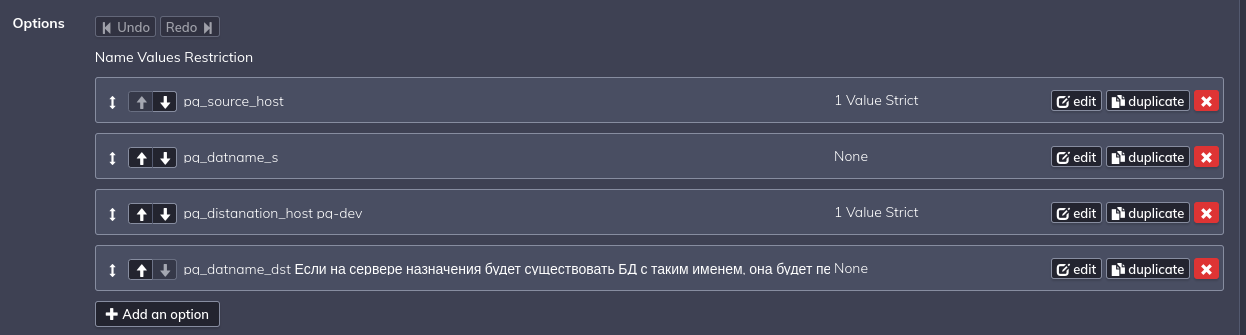 Options
Undo Redo
Name Values Restriction
pg_source_host 1 Value Strict edit duplicate
pg_datname_s None edit duplicate
pg_distanation_host pg-dev 1 Value Strict edit duplicate
pg_datname_dst Если на сервере назначения будет существовать БД с таким именем, она будет пе None edit duplicate
Add an option